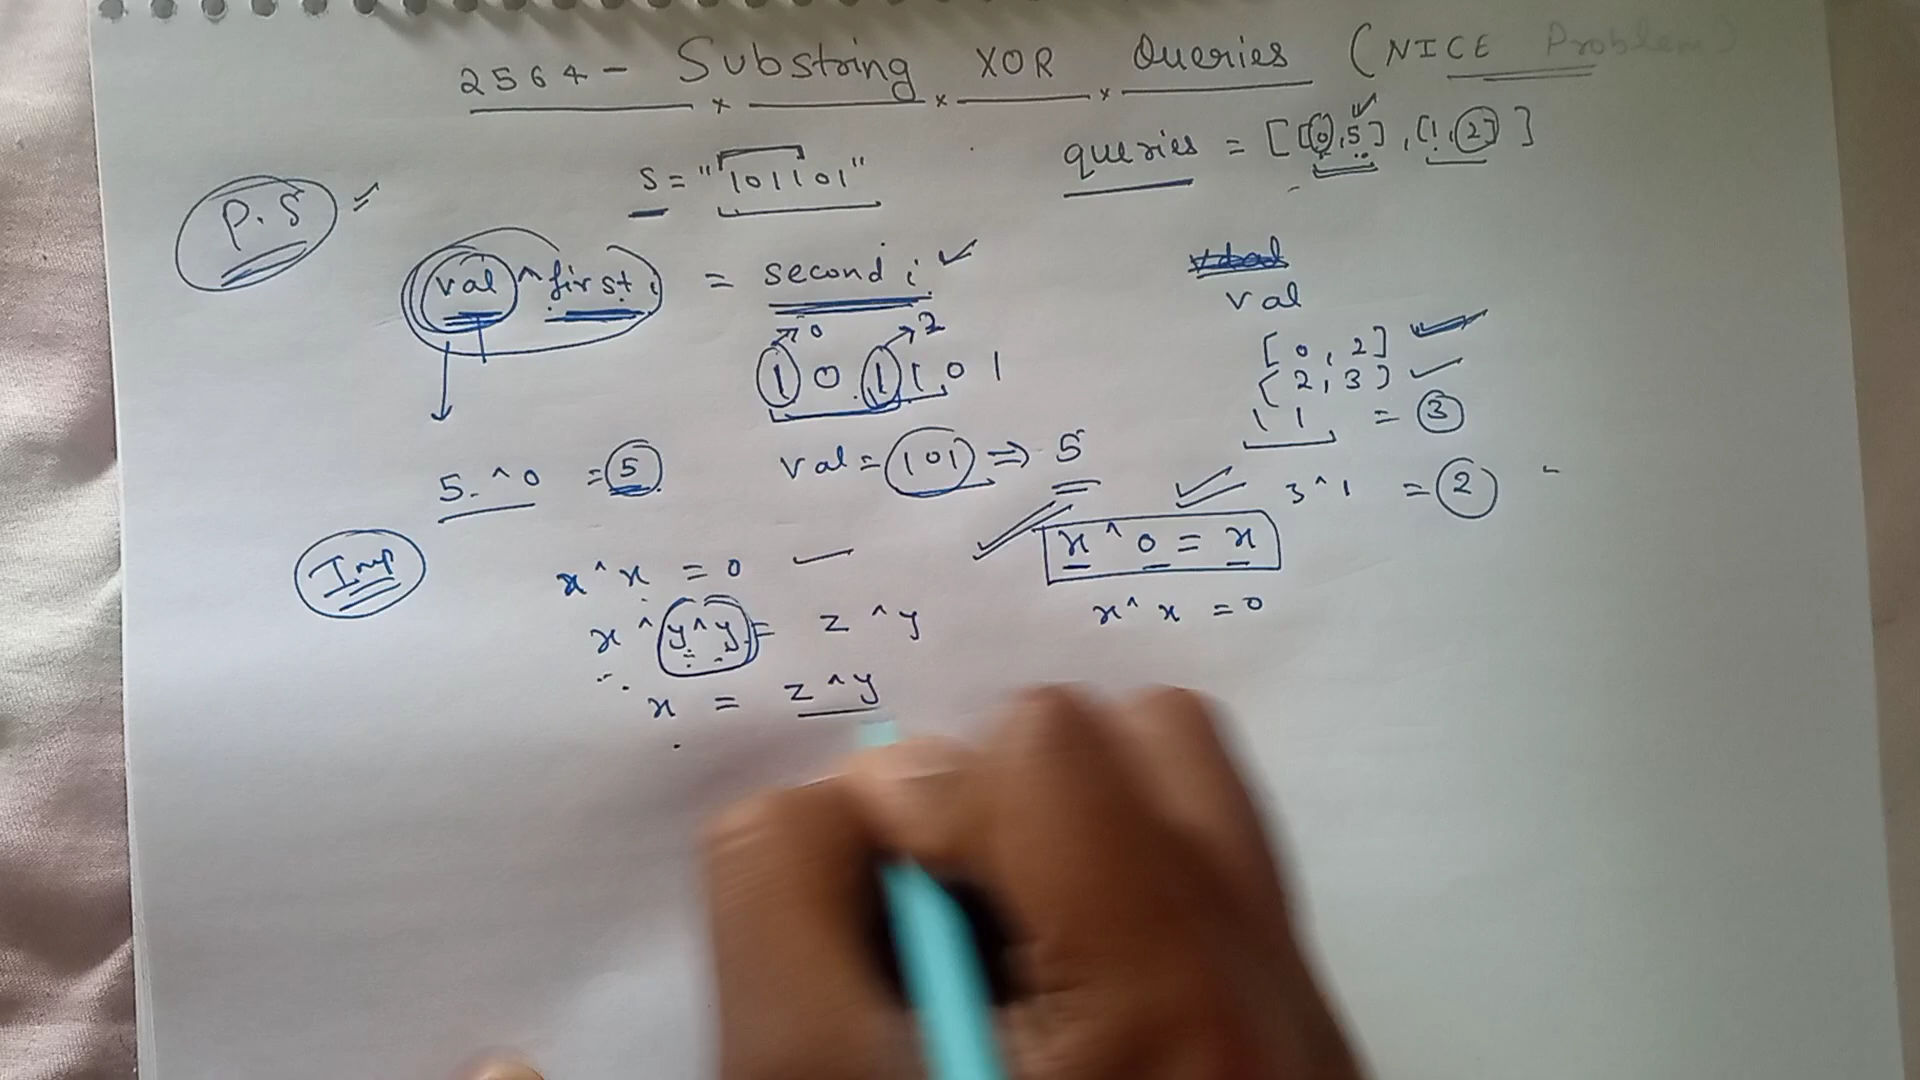 2564 - Substring XOR Queries (NICE Problem)
s = "101101" queries = [[0,5],[1,2]]
P.S
val ^ first i = second i
val
0 2
1 0 1 1 0 1
[0,2]
[2,3]
1 1 = 3
5 ^ 0 = 5 val = 101 => 5
3 ^ 1 = 2
Imp
x ^ x = 0 x ^ 0 = x
x ^ y ^ y = z ^ y x ^ x = 0
x = z ^ y